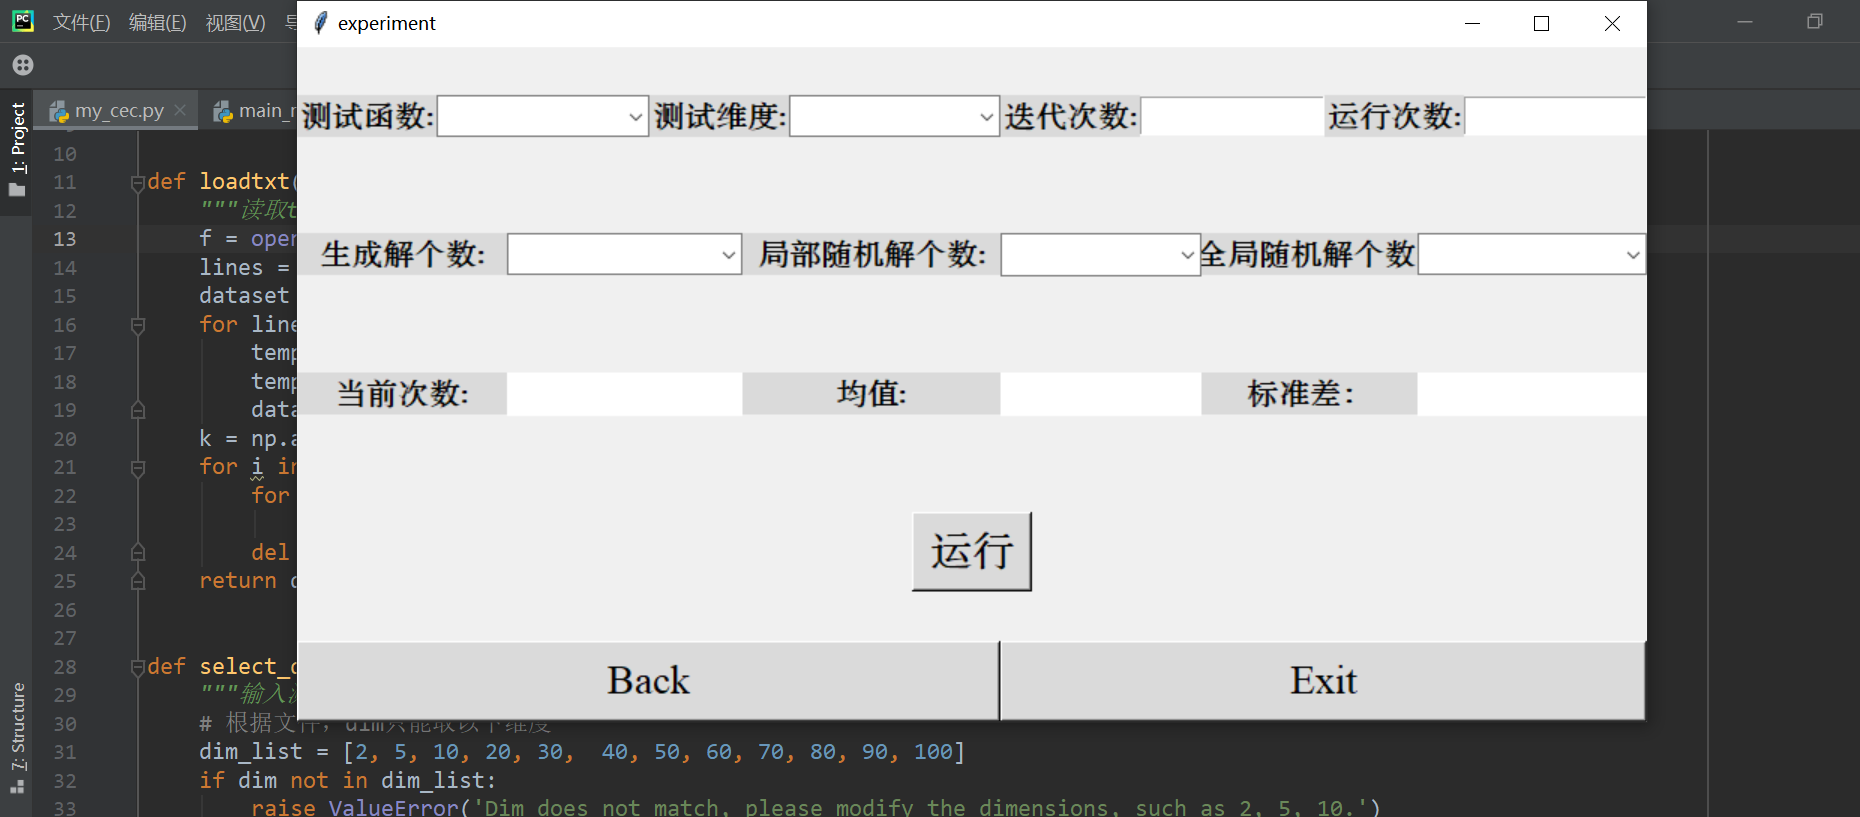 文件(F) 编辑(E) 视图(V)
experiment
my_cec.py
测试函数: 测试维度: 迭代次数: 运行次数:
1: Project
10
11 def loadtxt(
12 """读取t
生成解个数: 局部随机解个数: 全局随机解个数
13 f = open
14 lines =
15 dataset
16 for line
17 temp
18 temp
当前次数: 均值: 标准差:
19 data
20 k = np.a
21 for i in
22 for
23
运行
24 del
25 return
26
27
28 def select_
Back Exit
29 """输入
30 # 根据文件,dim只能取以下维度
7: Structure
31 dim_list = [2, 5, 10, 20, 30,  40, 50, 60, 70, 80, 90, 100]
32 if dim not in dim_list:
33 raise ValueError('Dim does not match, please modify the dimensions, such as 2, 5, 10.')